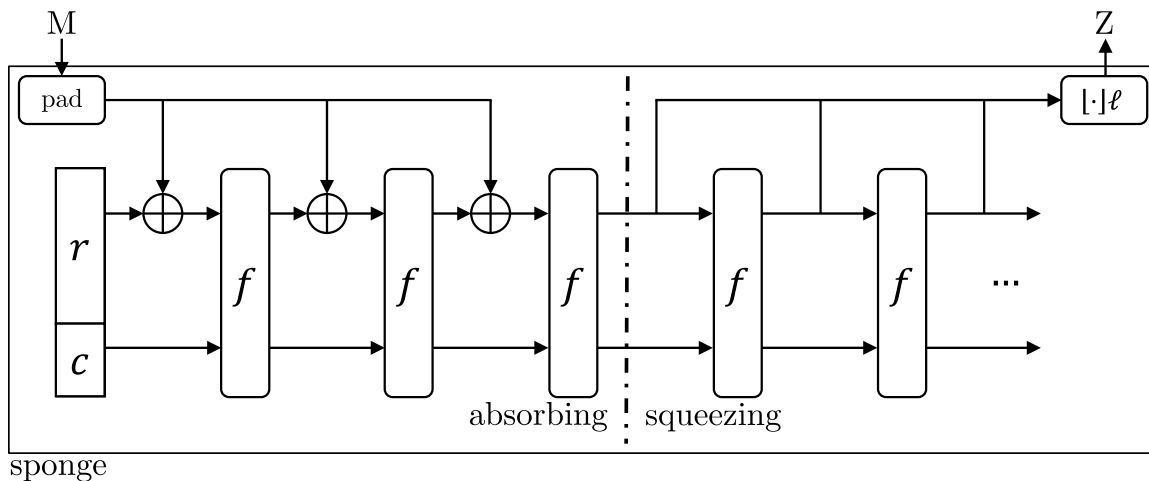 M
Z
pad
⌊·⌋ℓ
r
f
f
f
f
f
...
c
absorbing
squeezing
sponge